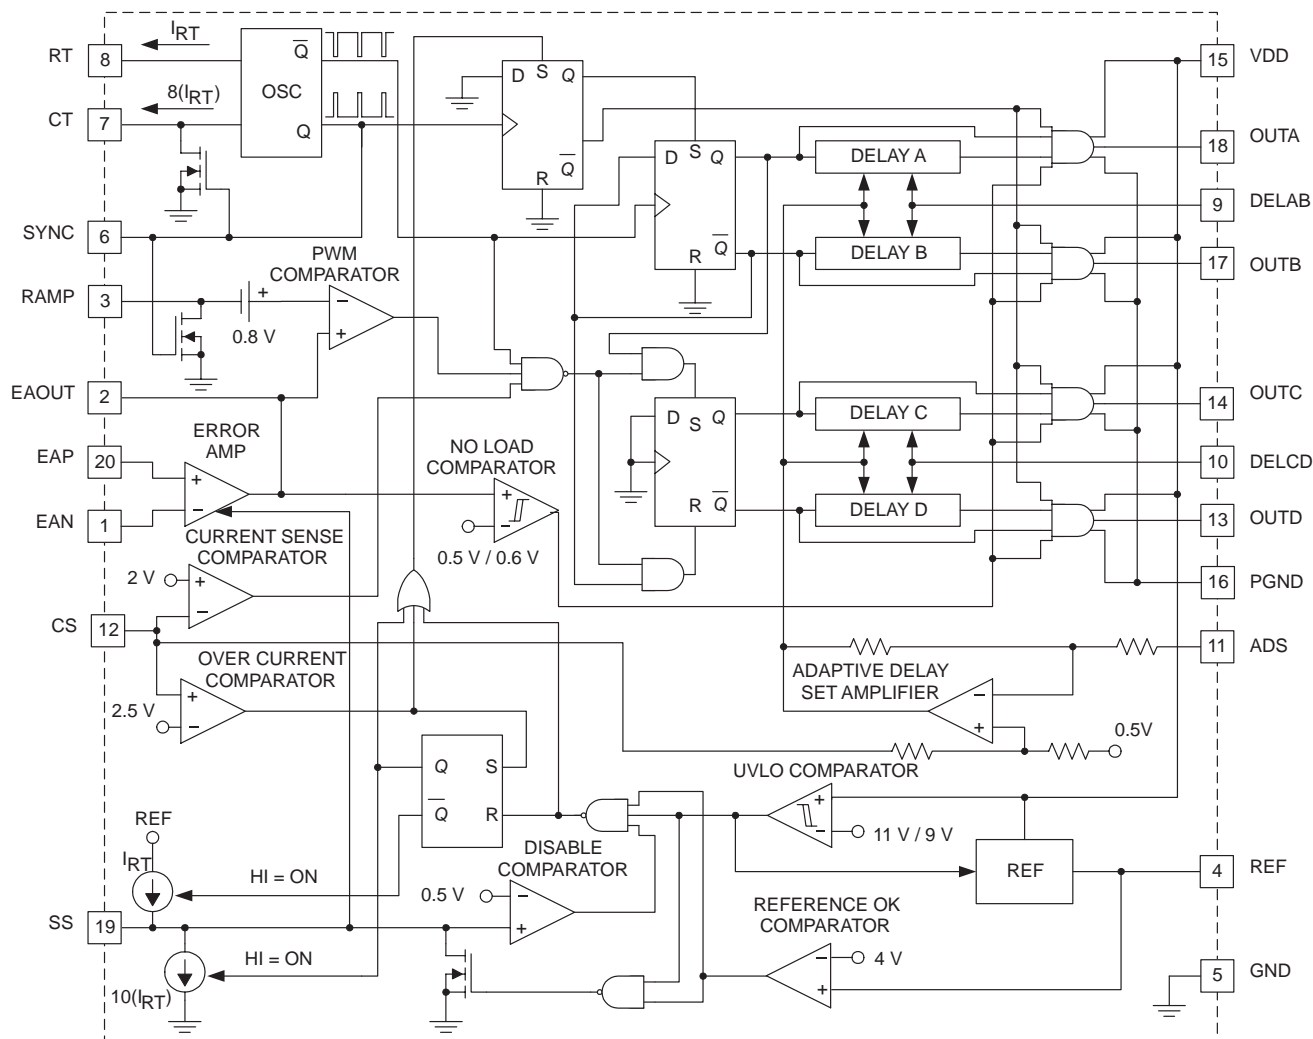 RT
8
I_RT
Q̅
OSC
Q
8(I_RT)
CT
7
SYNC
6
RAMP
3
0.8 V
+
PWM
COMPARATOR
−
+
EAOUT
2
ERROR
AMP
EAP
20
EAN
1
+
−
CURRENT SENSE
COMPARATOR
2 V
+
−
CS
12
OVER CURRENT
COMPARATOR
2.5 V
+
−
NO LOAD
COMPARATOR
+
−
0.5 V / 0.6 V
D
S
Q
Q̅
R
D
S
Q
Q̅
R
D
S
Q
Q̅
R
DELAY A
DELAY B
DELAY C
DELAY D
15
VDD
18
OUTA
9
DELAB
17
OUTB
14
OUTC
10
DELCD
13
OUTD
16
PGND
11
ADS
ADAPTIVE DELAY
SET AMPLIFIER
−
+
0.5V
Q
S
Q̅
R
UVLO COMPARATOR
+
−
11 V / 9 V
REF
4
REF
REF
I_RT
HI = ON
SS
19
HI = ON
10(I_RT)
DISABLE
COMPARATOR
0.5 V
−
+
REFERENCE OK
COMPARATOR
−
4 V
+
5
GND